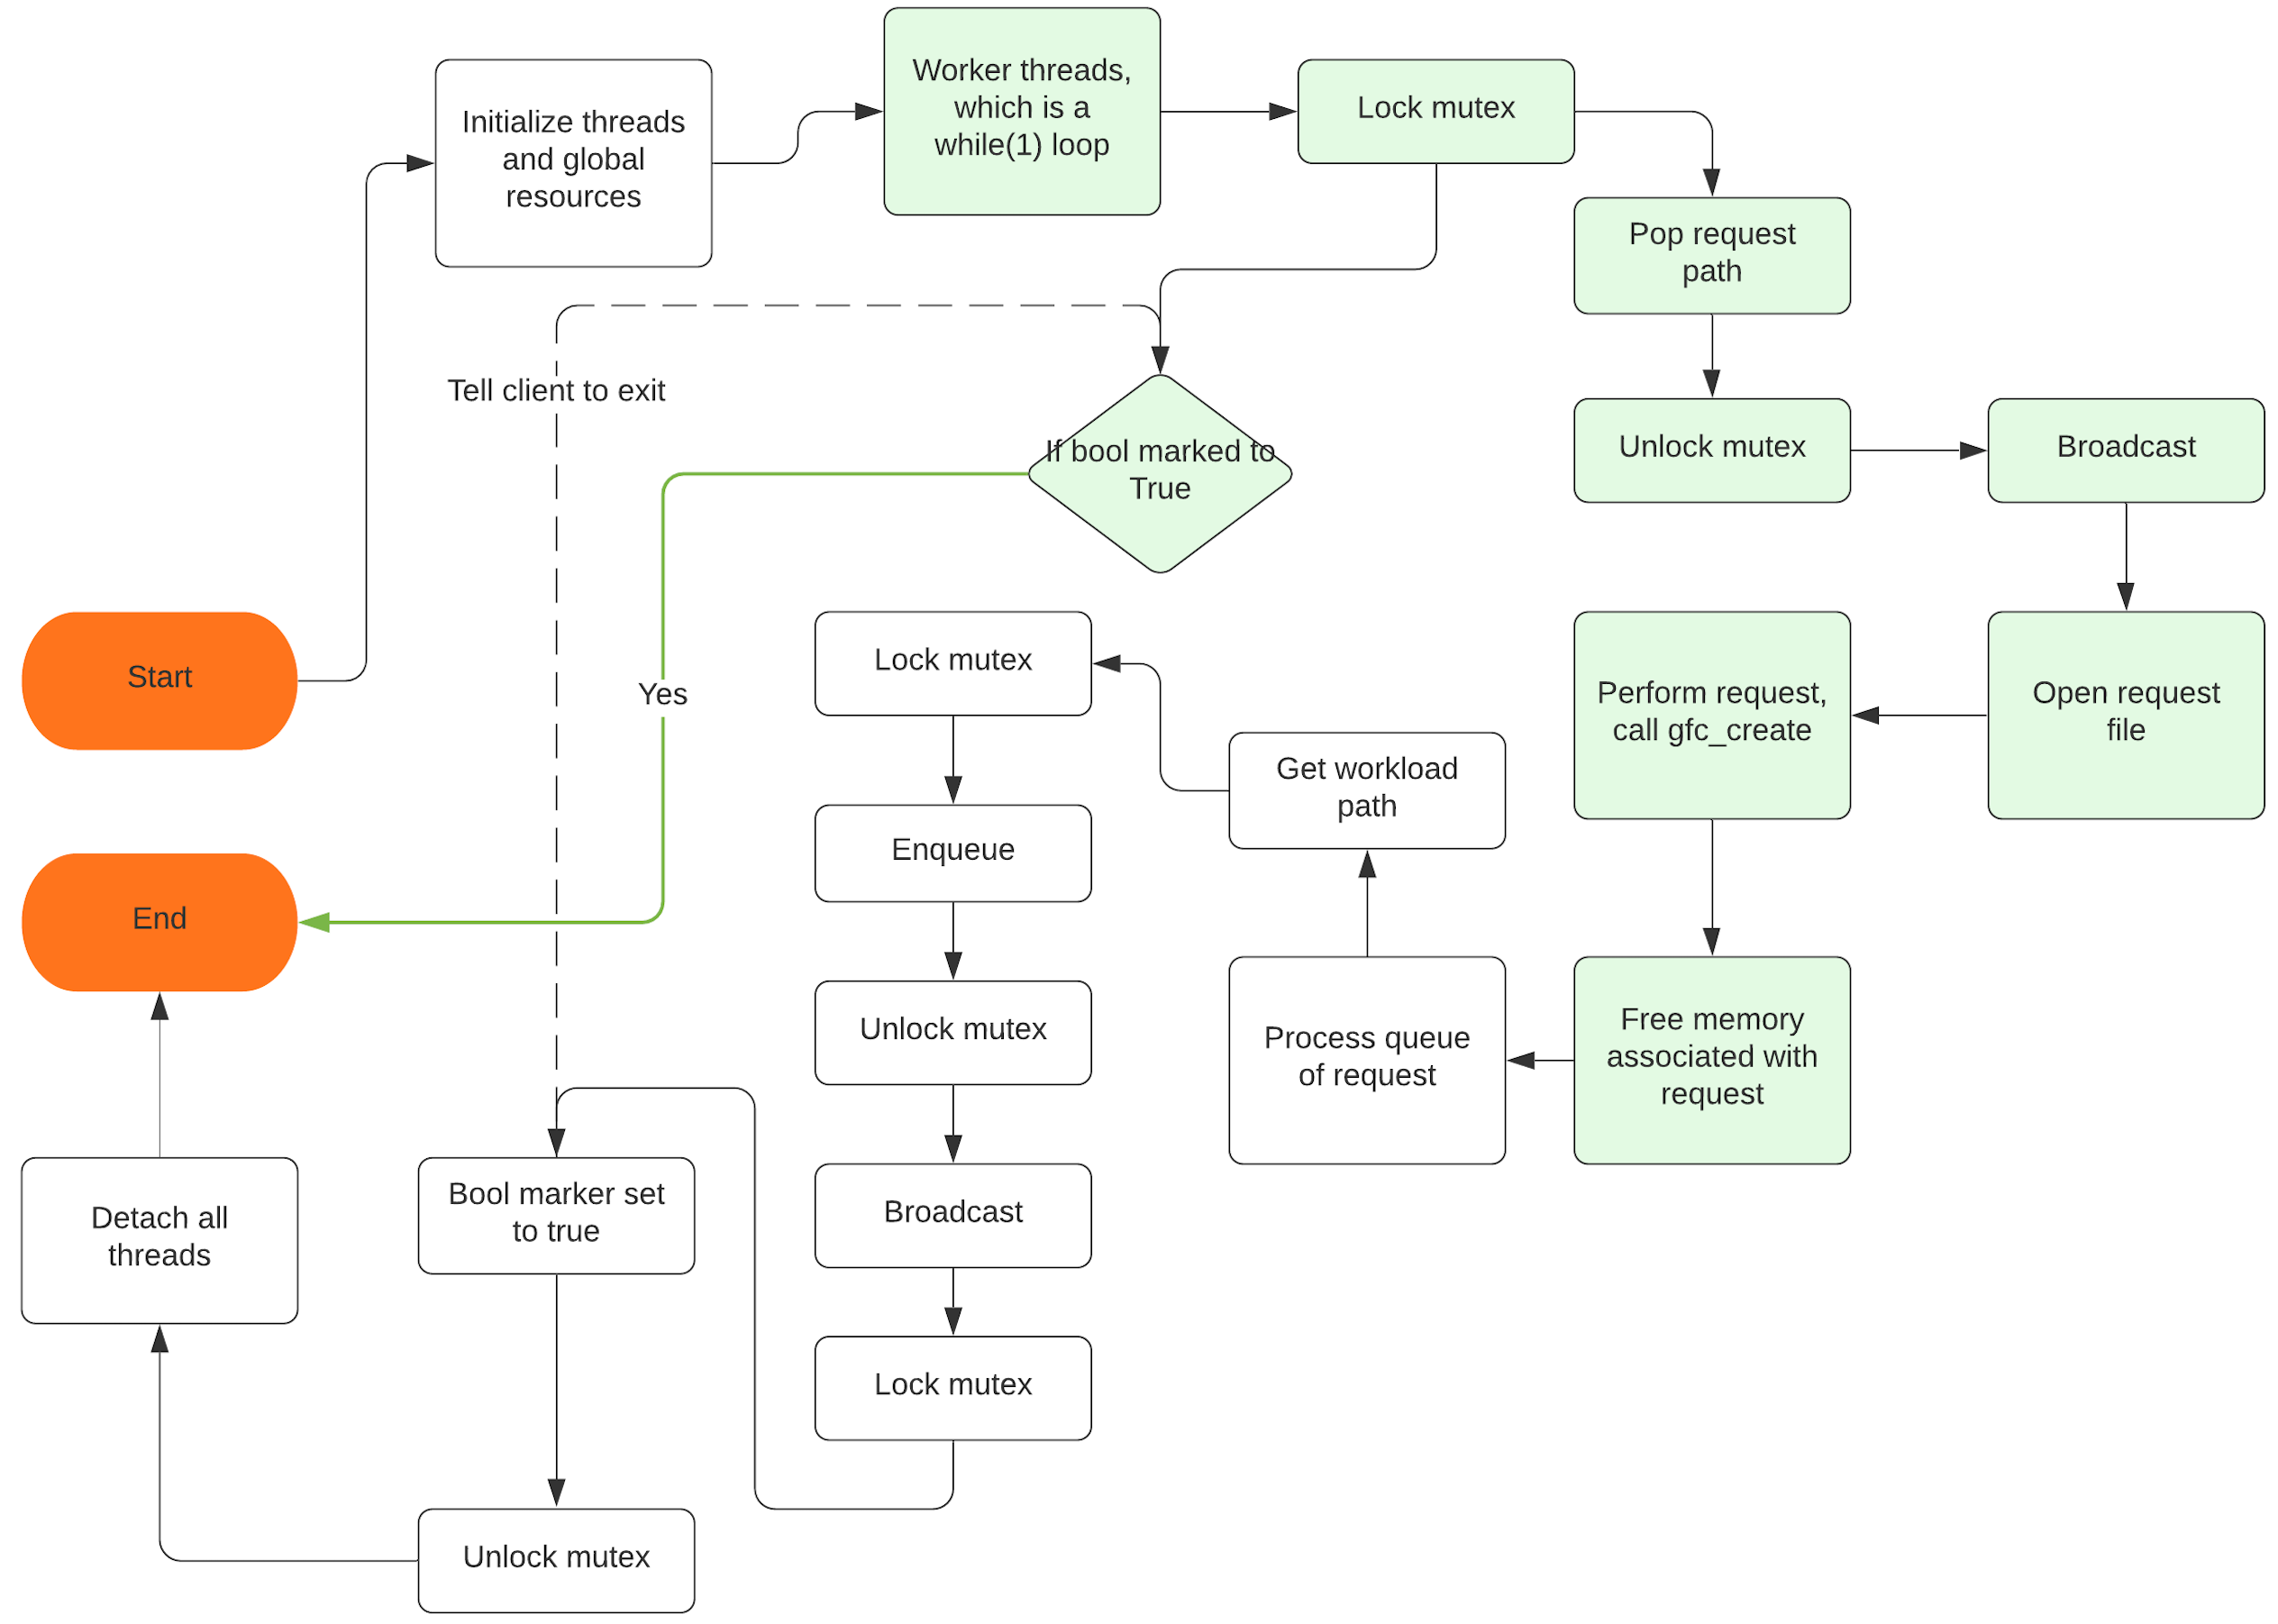 Initialize threads
and global
resources
Worker threads,
which is a
while(1) loop
Lock mutex
Pop request
path
Tell client to exit
If bool marked to
True
Unlock mutex
Broadcast
Start
Yes
Lock mutex
Get workload
path
Perform request,
call gfc_create
Open request
file
End
Enqueue
Unlock mutex
Process queue
of request
Free memory
associated with
request
Detach all
threads
Bool marker set
to true
Broadcast
Lock mutex
Unlock mutex